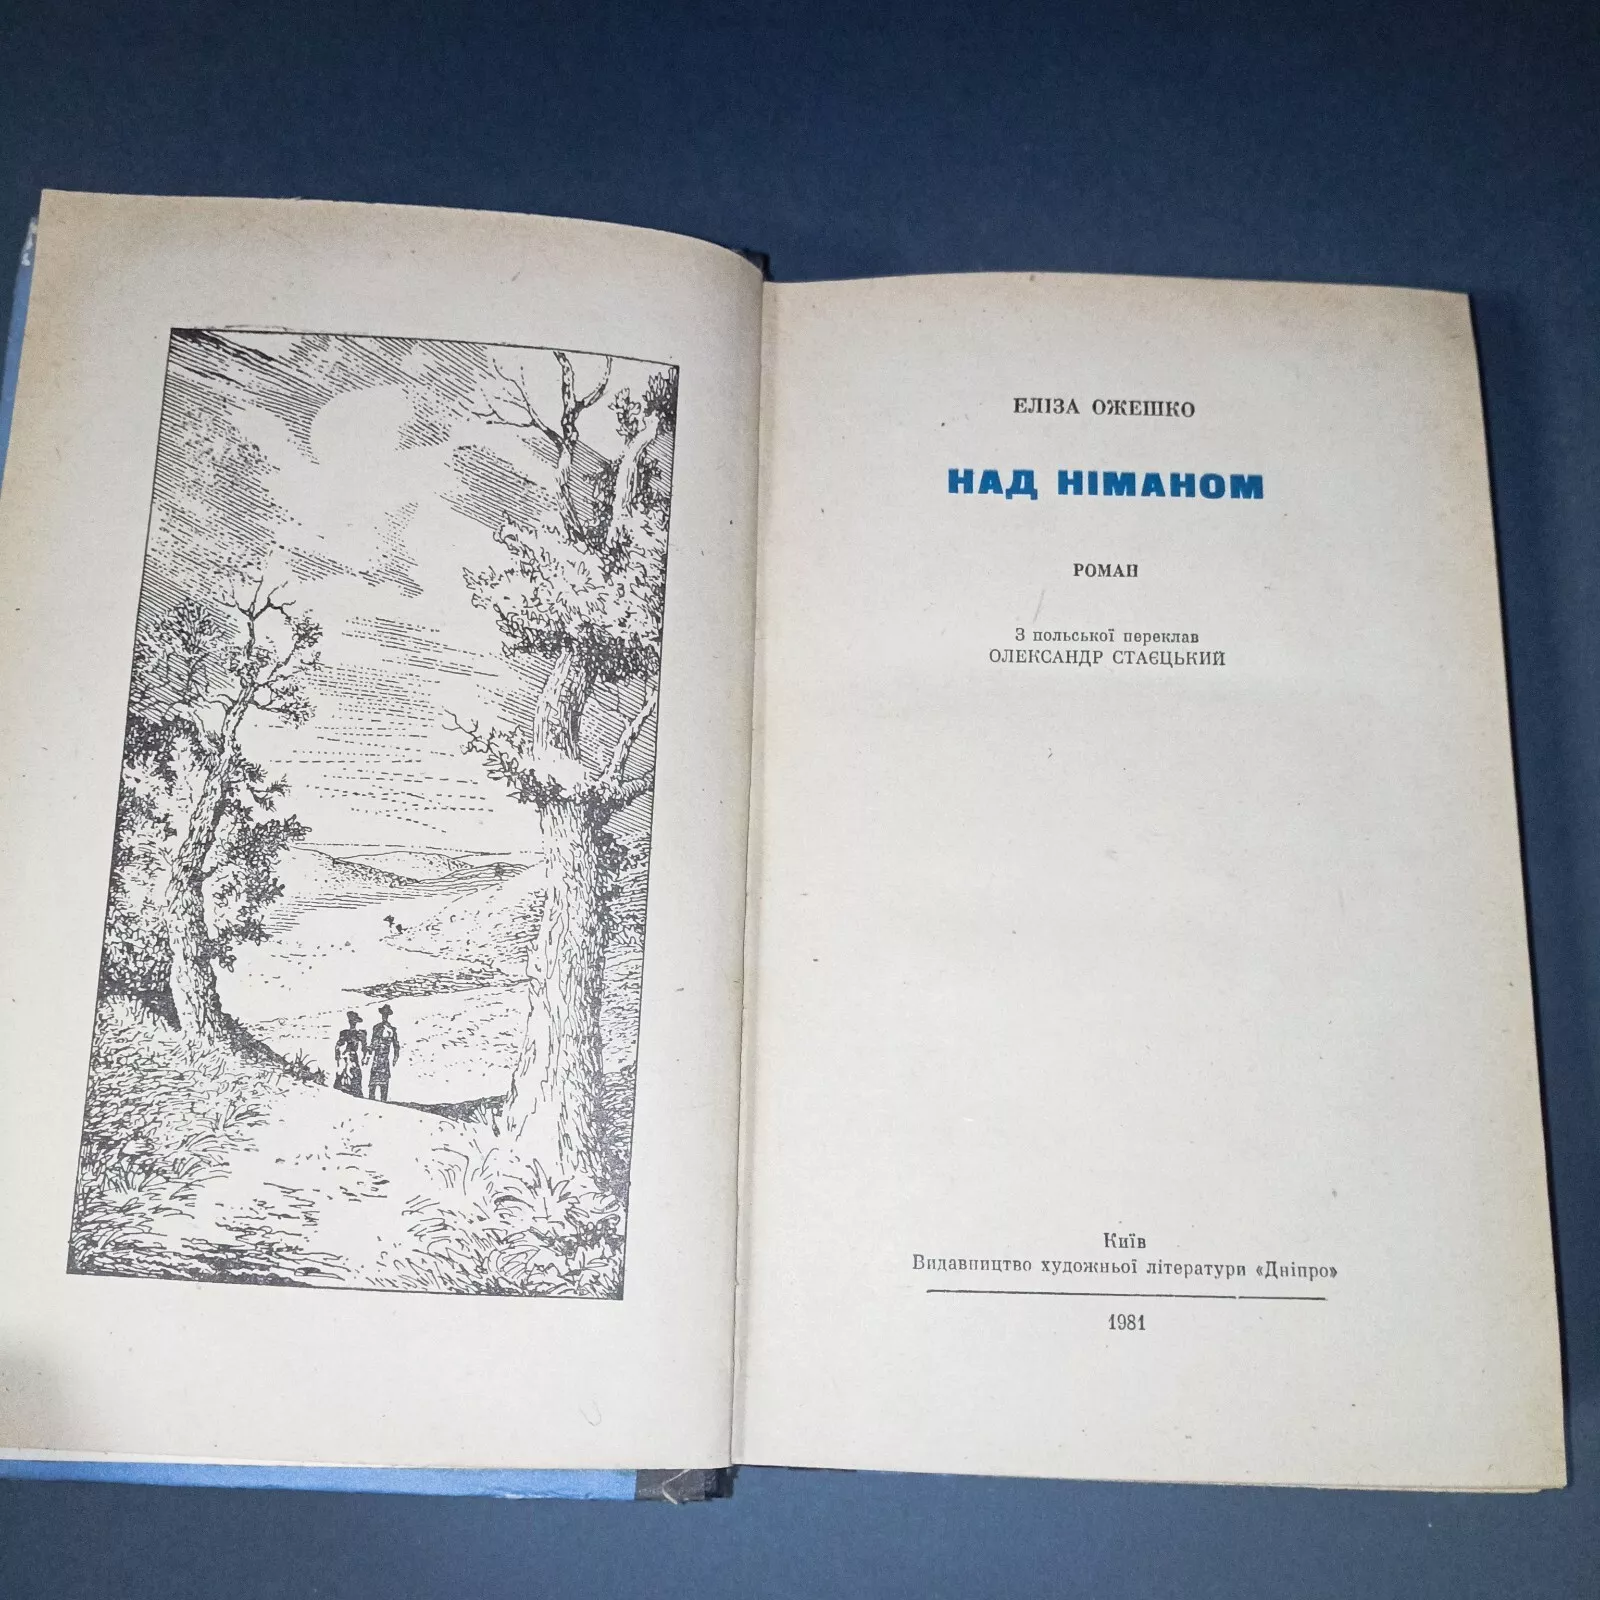 ЕЛІЗА ОЖЕШКО
НАД НІМАНОМ
РОМАН
З польської переклав
ОЛЕКСАНДР СТАЄЦЬКИЙ
Київ
Видавництво художньої літератури «Дніпро»
1981